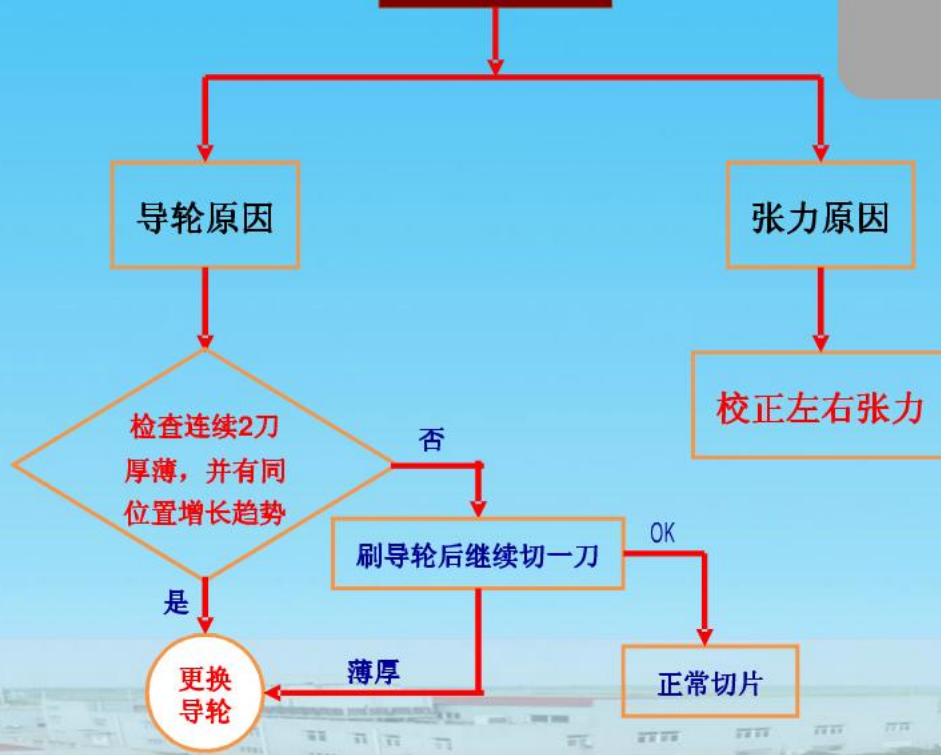 导轮原因
张力原因
校正左右张力
检查连续2刀
厚薄，并有同
位置增长趋势
否
刷导轮后继续切一刀
OK
是
更换
导轮
薄厚
正常切片